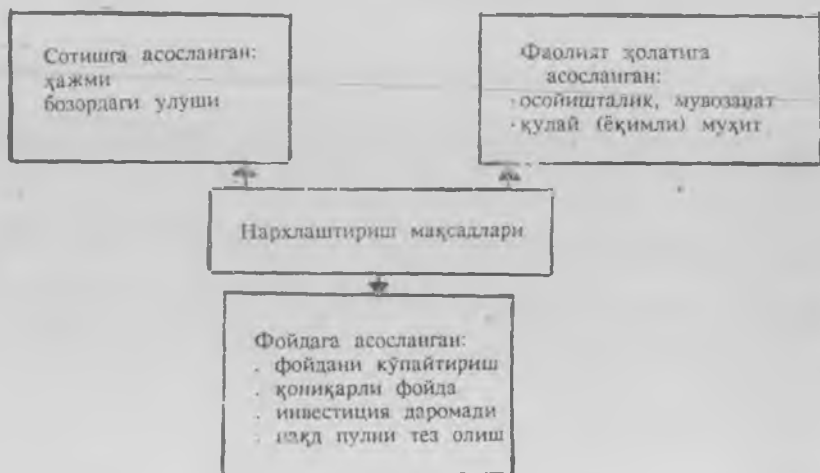 Сотишга асосланган:
ҳажми
бозордаги улуши
Фаолият ҳолатига
асосланган:
· осойишталик, мувозанат
· қулай (ёқимли) муҳит
Нархлаштириш мақсадлари
Фойдага асосланган:
. фойдани кўпайтириш
. қониқарли фойда
. инвестиция даромади
. нақд пулни тез олиш